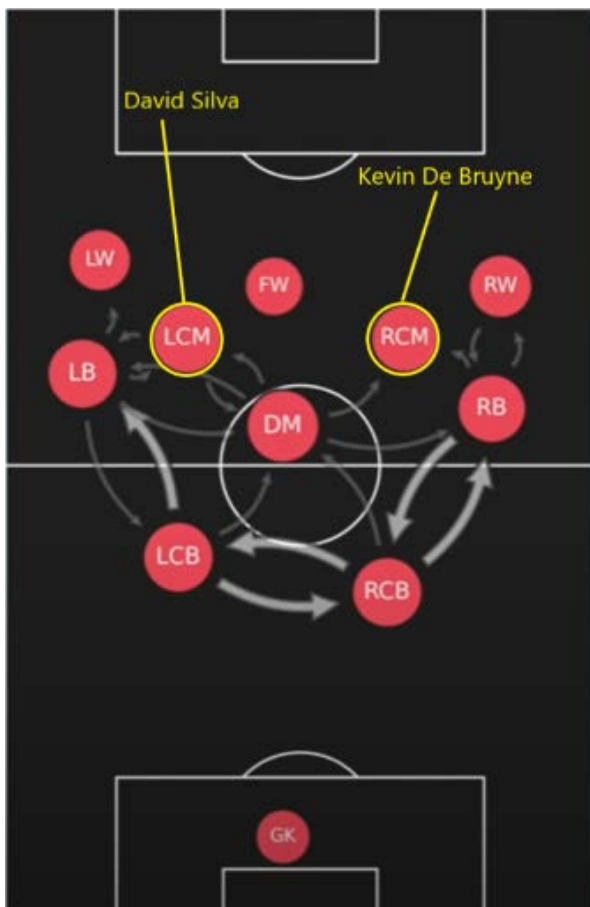 David Silva
Kevin De Bruyne
LW
FW
RW
LCM
RCM
LB
RB
DM
LCB
RCB
GK